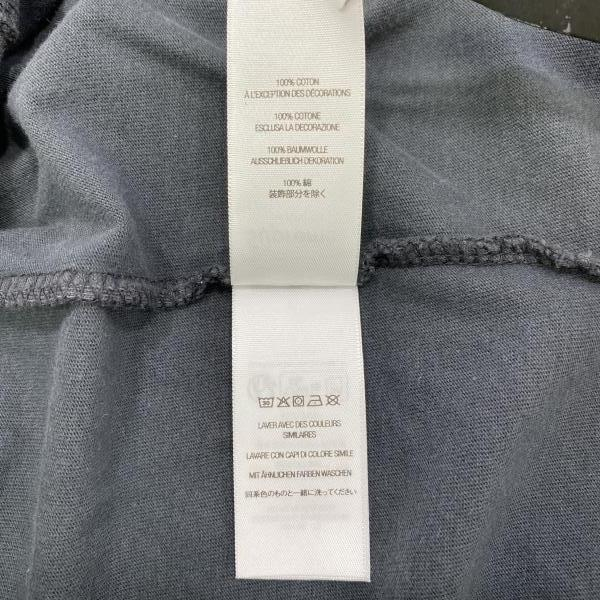 100% COTON
À L'EXCEPTION DES DÉCORATIONS
100% COTONE
ESCLUSA LA DECORAZIONE
100% BAUMWOLLE
AUSSCHLIEBLICH DEKORATION
100% 綿
装飾部分を除く
30
LAVER AVEC DES COULEURS
SIMILAIRES
LAVARE CON CAPI DI COLORE SIMILE
MIT ÄHNLICHEN FARBEN WASCHEN
同系色のものと一緒に洗ってください